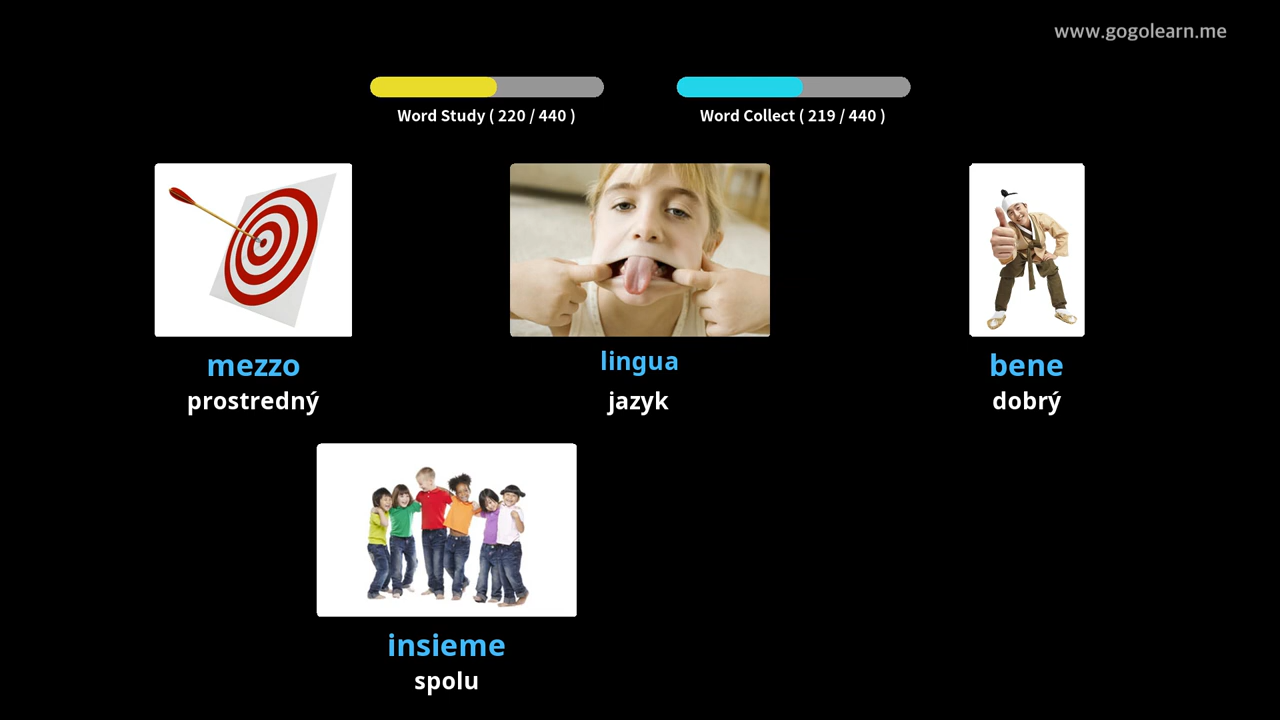 www.gogolearn.me
Word Study ( 220 / 440 )
Word Collect ( 219 / 440 )
mezzo
prostredný
lingua
jazyk
bene
dobrý
insieme
spolu